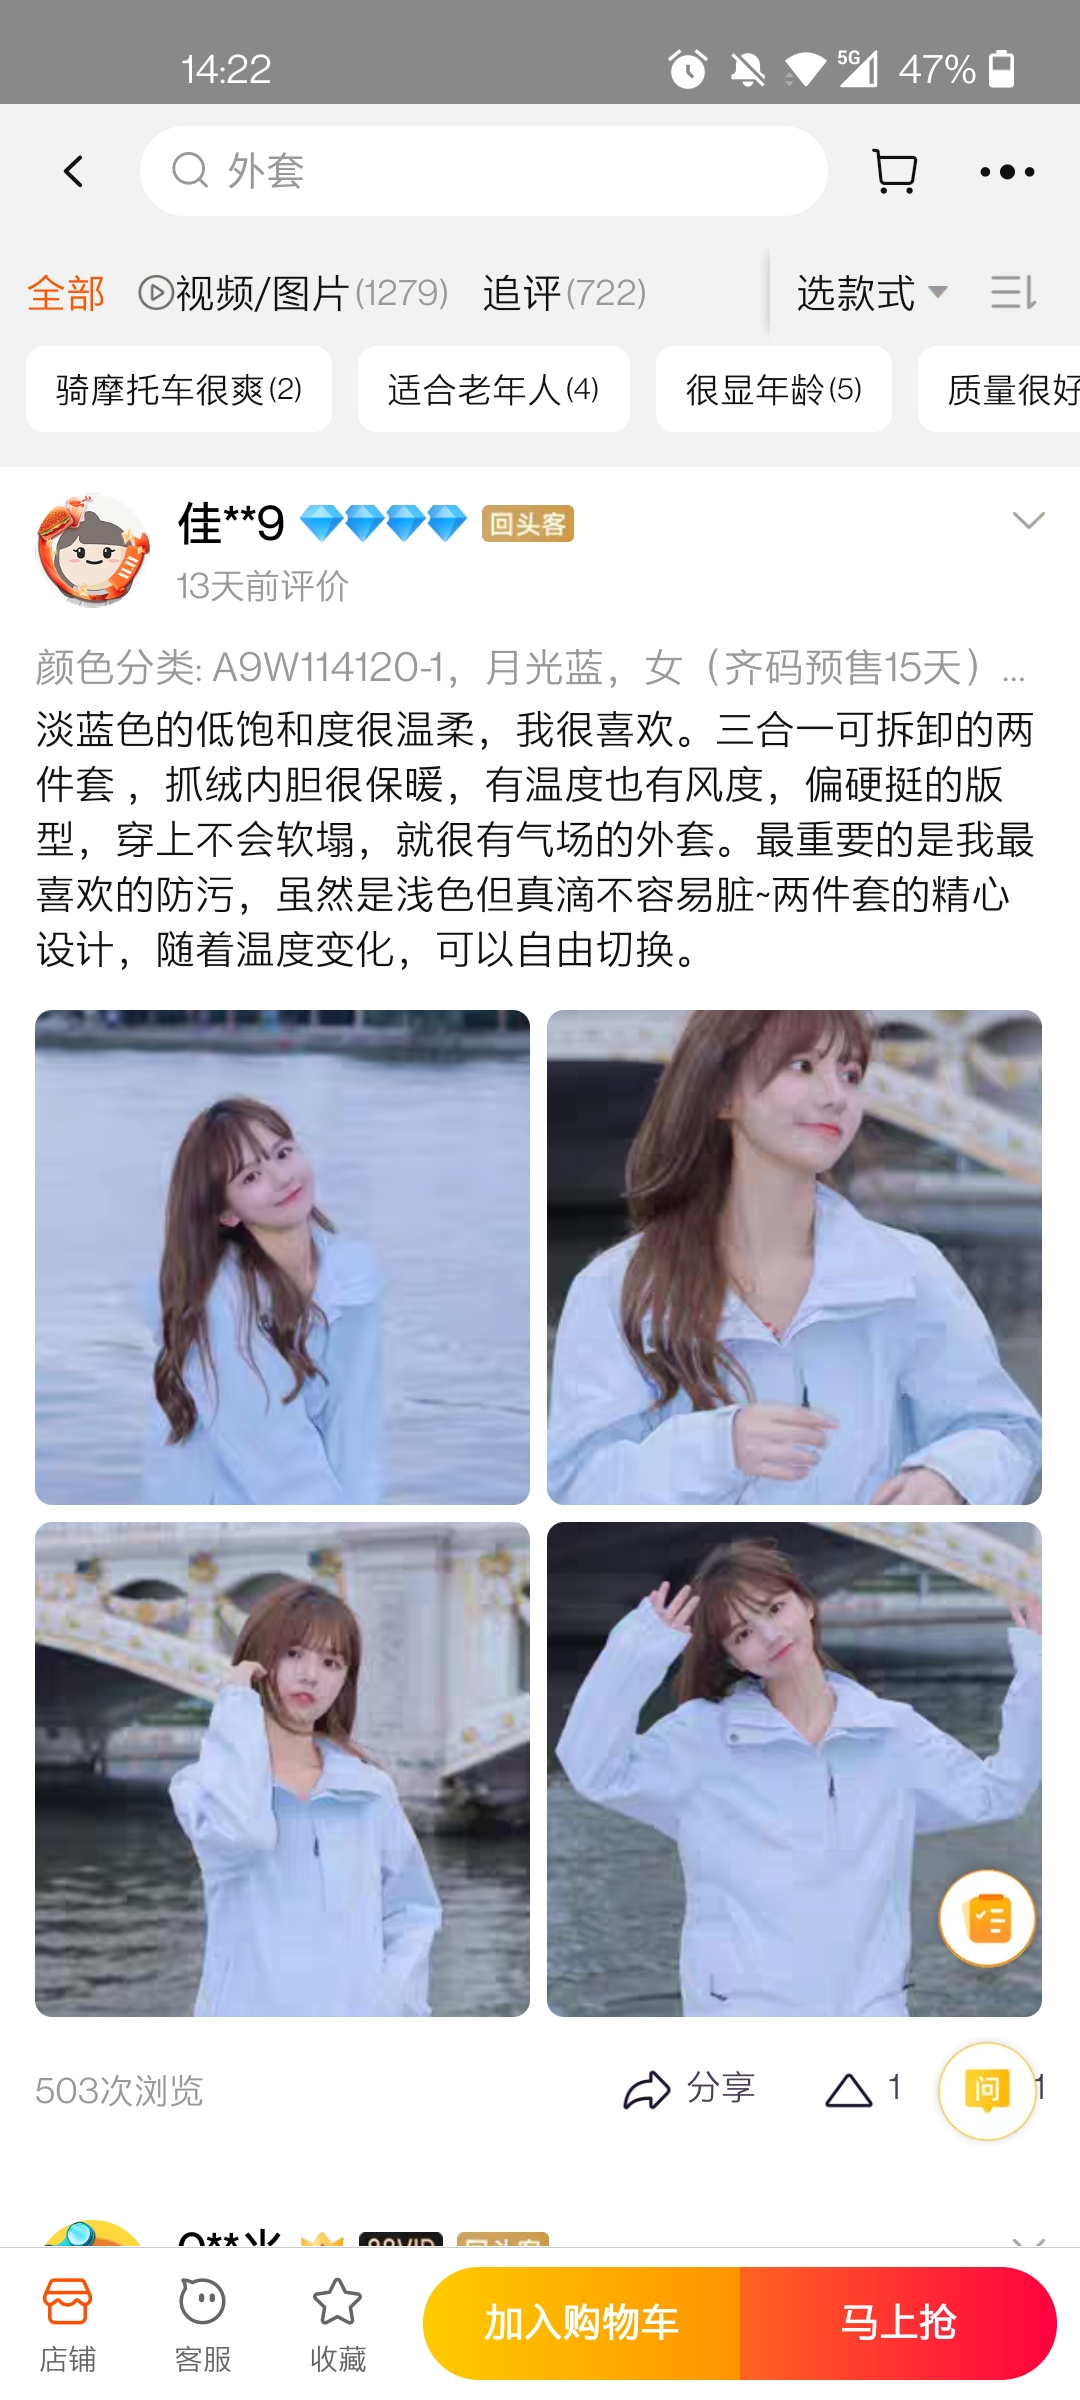 14:22
5G
47%
外套
全部
视频/图片(1279)
追评(722)
选款式
骑摩托车很爽(2)
适合老年人(4)
很显年龄(5)
质量很好
佳**9
回头客
13天前评价
颜色分类: A9W114120-1，月光蓝，女（齐码预售15天）...
淡蓝色的低饱和度很温柔，我很喜欢。三合一可拆卸的两
件套 ，抓绒内胆很保暖，有温度也有风度，偏硬挺的版
型，穿上不会软塌，就很有气场的外套。最重要的是我最
喜欢的防污，虽然是浅色但真滴不容易脏~两件套的精心
设计，随着温度变化，可以自由切换。
503次浏览
分享
1
问
1
88VIP
回头客
店铺
客服
收藏
加入购物车
马上抢